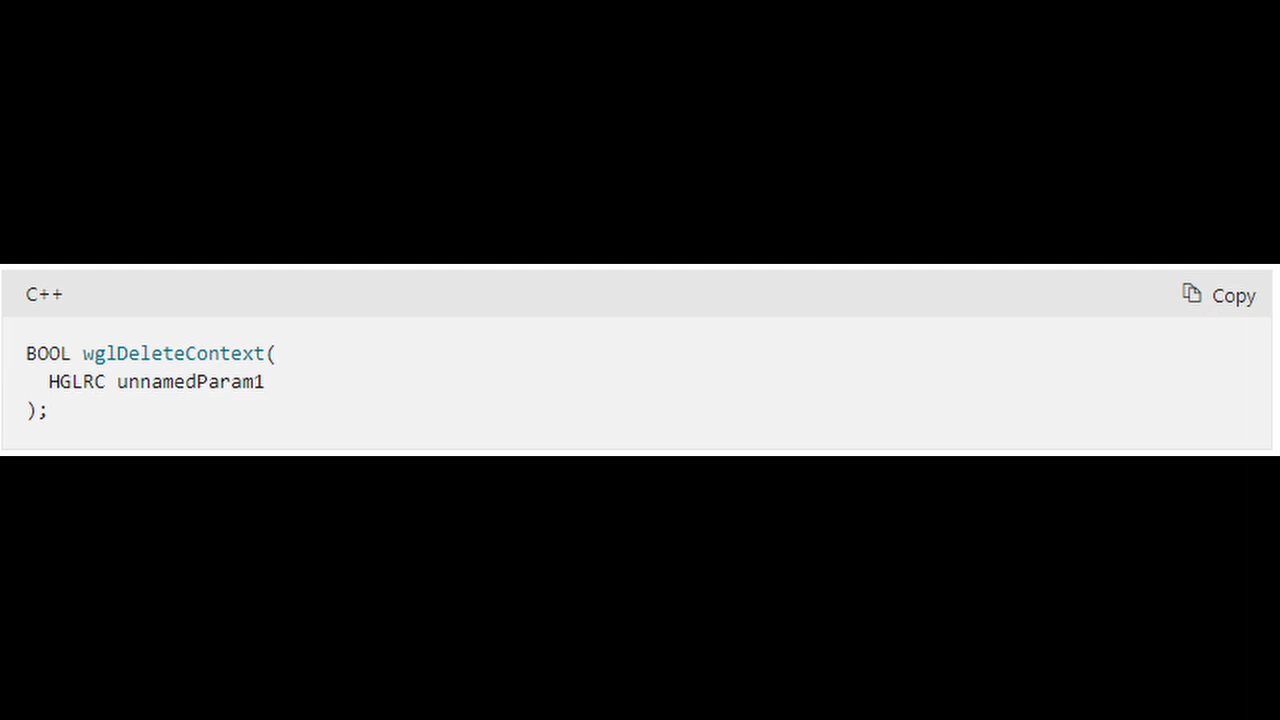 C++
Copy
BOOL wglDeleteContext(
  HGLRC unnamedParam1
);